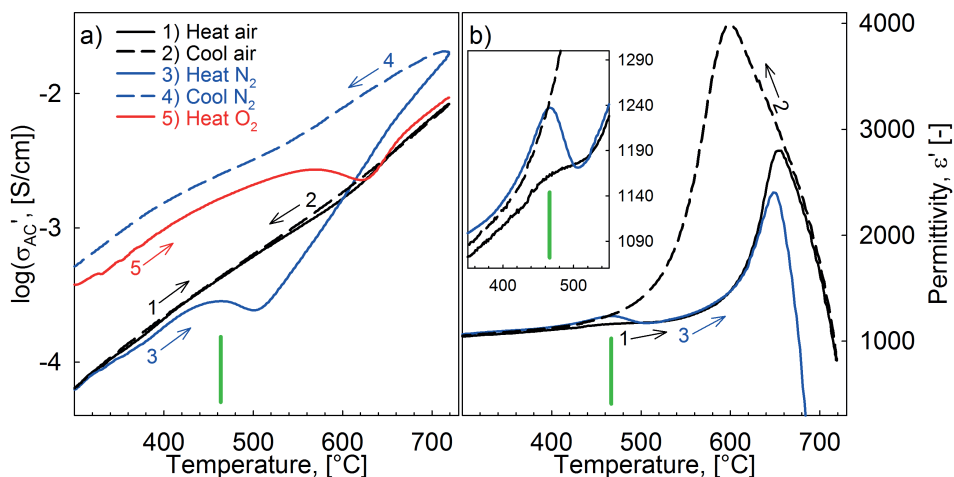 a)
1) Heat air
2) Cool air
3) Heat N₂
4) Cool N₂
5) Heat O₂
4
2
5
1
3
-2
-3
-4
log(σAC', [S/cm])
400 500 600 700
Temperature, [°C]
b)
1290
1240
1190
1140
1090
400 500
2
1
3
4000
3000
2000
1000
Permittivity, ε' [-]
400 500 600 700
Temperature, [°C]